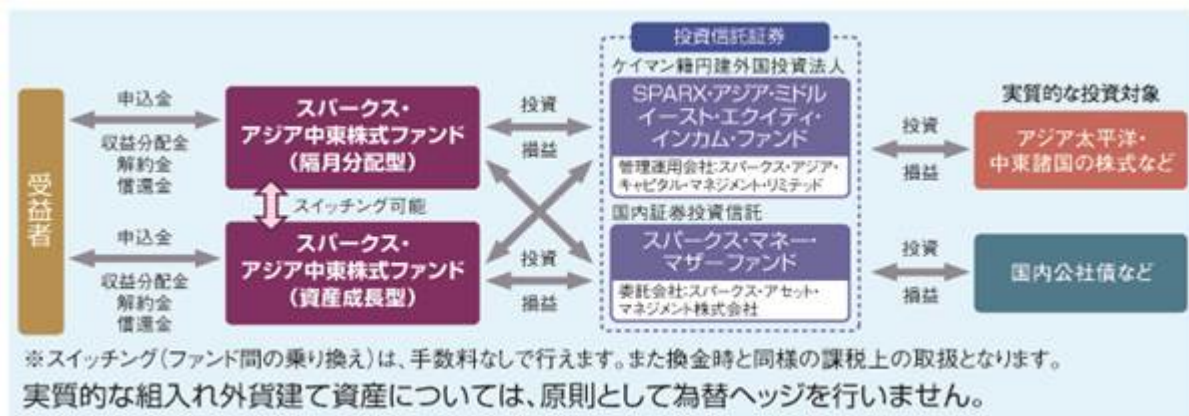 受益者
申込金
収益分配金
解約金
償還金
申込金
収益分配金
解約金
償還金
スパークス・
アジア中東株式ファンド
(隔月分配型)
スイッチング可能
スパークス・
アジア中東株式ファンド
(資産成長型)
投資
損益
投資
損益
投資信託証券
ケイマン籍円建外国投資法人
SPARX・アジア・ミドル
イースト・エクイティ・
インカム・ファンド
管理運用会社:スパークス・アジア・
キャピタル・マネジメント・リミテッド
国内証券投資信託
スパークス・マネー・
マザーファンド
委託会社:スパークス・アセット・
マネジメント株式会社
投資
損益
投資
損益
実質的な投資対象
アジア太平洋・
中東諸国の株式など
国内公社債など
※スイッチング(ファンド間の乗り換え)は、手数料なしで行えます。また換金時と同様の課税上の取扱となります。
実質的な組入れ外貨建て資産については、原則として為替ヘッジを行いません。